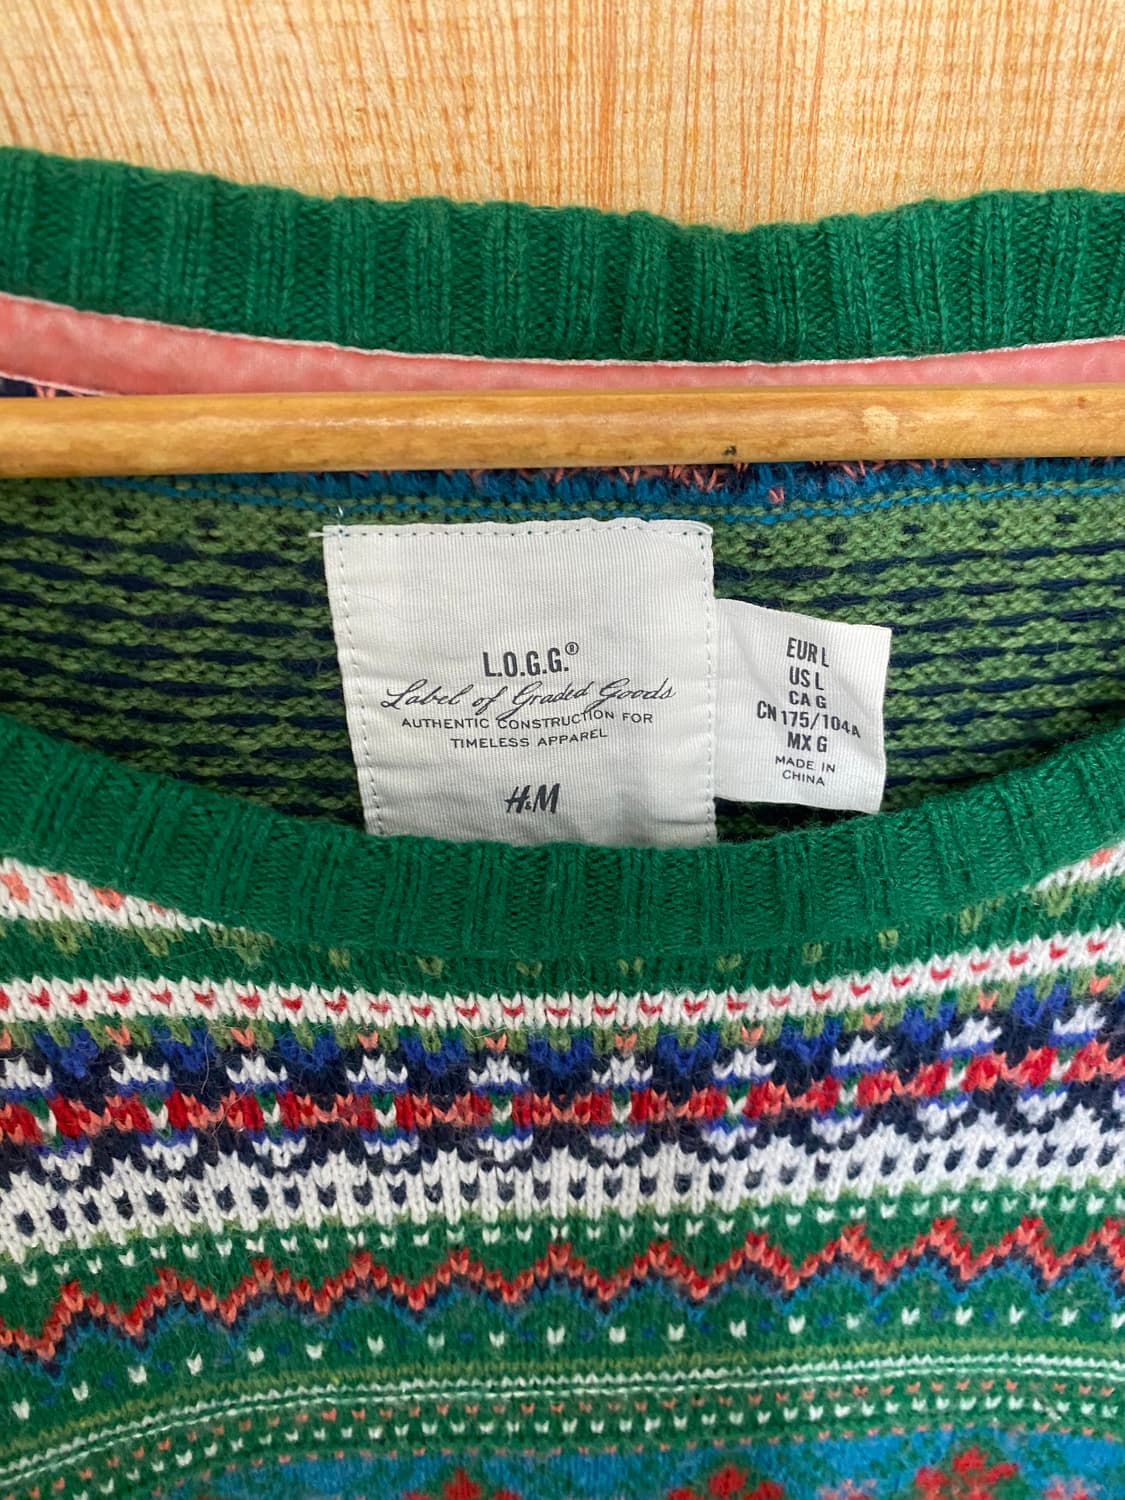 L.O.G.G.®
Label of Graded Goods
AUTHENTIC CONSTRUCTION FOR
TIMELESS APPAREL
H&M
EUR L
US L
CA G
CN 175/104A
MX G
MADE IN
CHINA